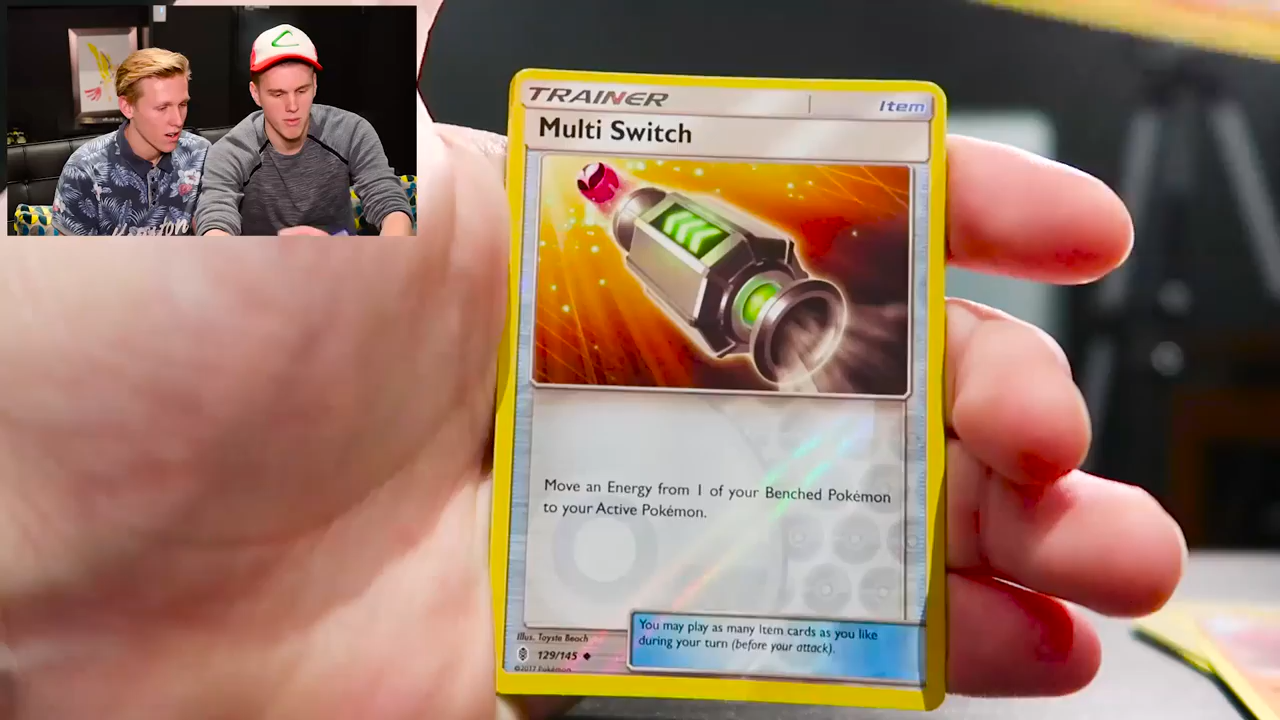 TRAINER
Item
Multi Switch
Move an Energy from 1 of your Benched Pokémon
to your Active Pokémon.
You may play as many Item cards as you like
during your turn (before your attack).
Illus. Toyste Beach
129/145
©2017 Pokémon